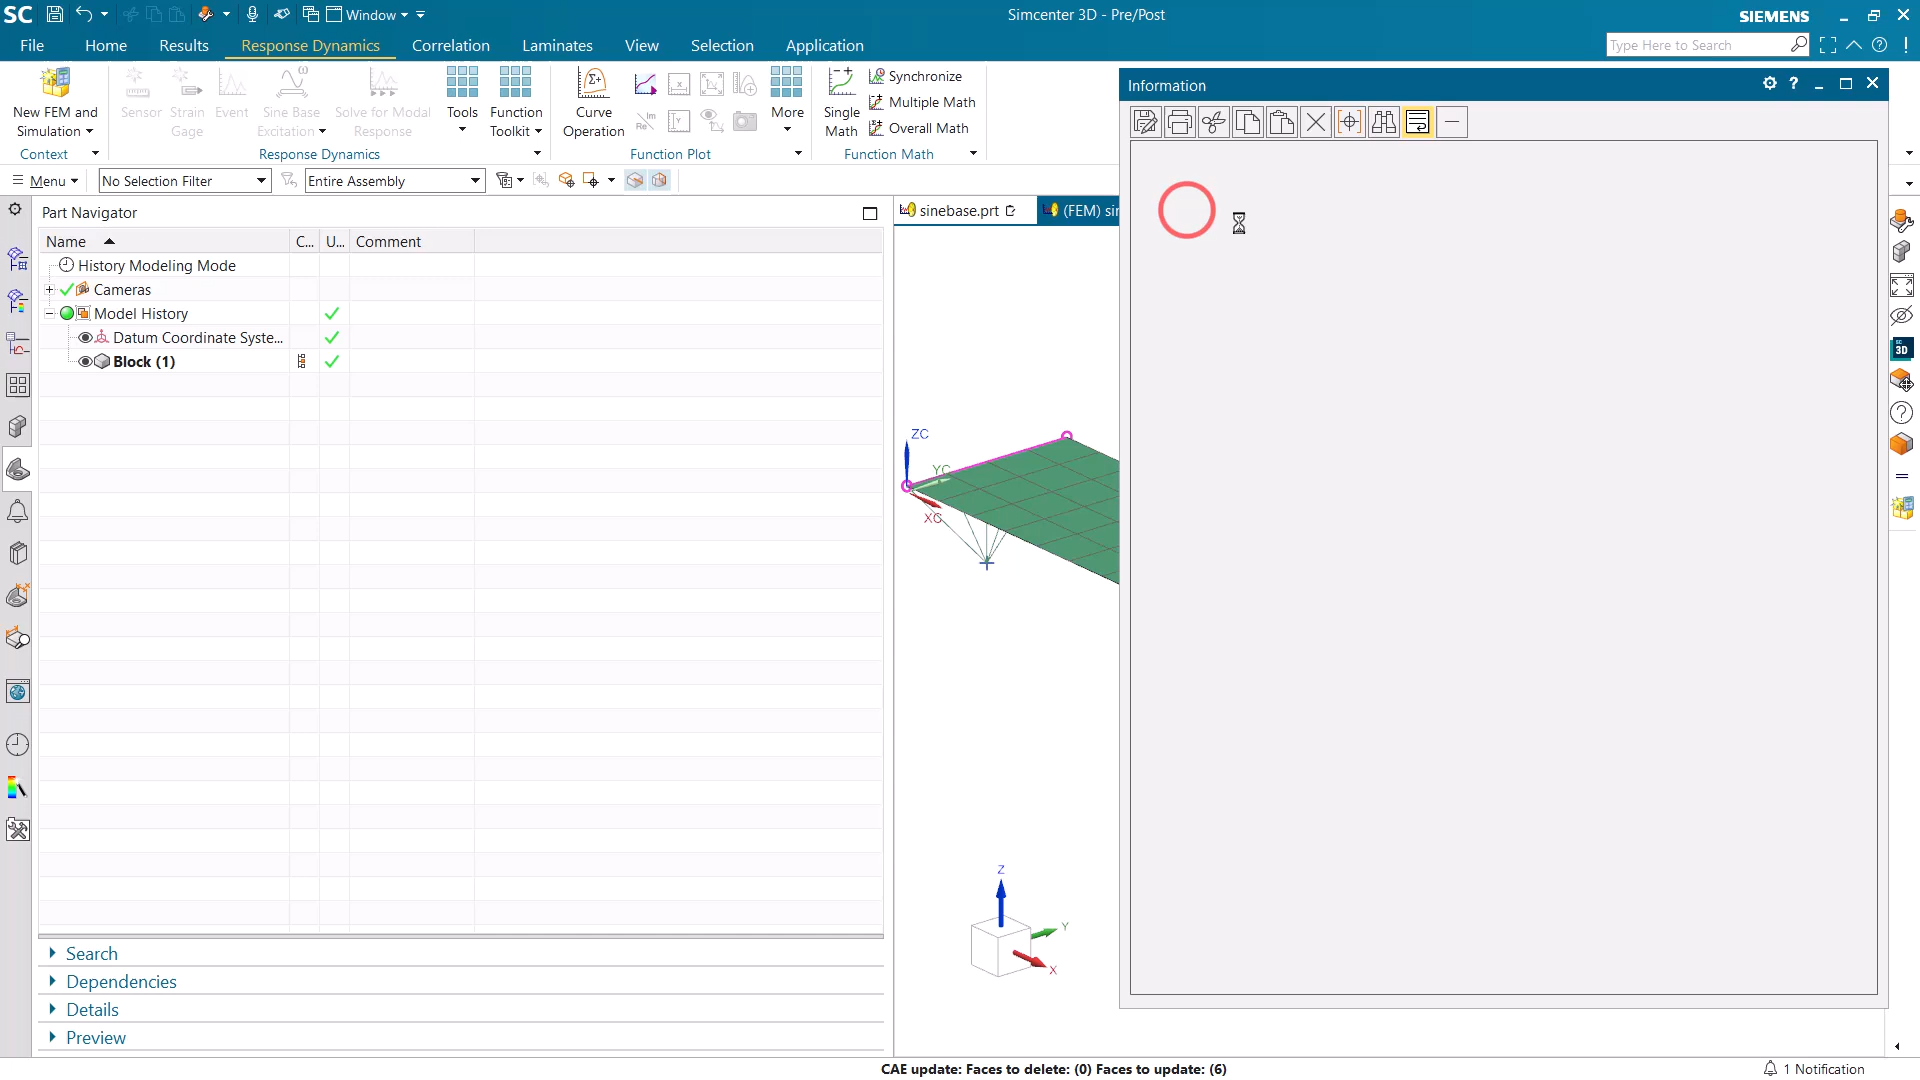 SC
Window
Simcenter 3D - Pre/Post
SIEMENS
File
Home
Results
Response Dynamics
Correlation
Laminates
View
Selection
Application
Type Here to Search
New FEM and
Simulation
Sensor
Strain
Gage
Event
Sine Base
Excitation
Solve for Modal
Response
Tools
Function
Toolkit
Curve
Operation
More
Single
Math
Synchronize
Multiple Math
Overall Math
Context
Response Dynamics
Function Plot
Function Math
Menu
No Selection Filter
Entire Assembly
Information
Part Navigator
sinebase.prt
(FEM) sin
Name
C...
U...
Comment
History Modeling Mode
Cameras
Model History
Datum Coordinate Syste...
Block (1)
ZC
YC
XC
Z
Y
X
Search
Dependencies
Details
Preview
CAE update: Faces to delete: (0) Faces to update: (6)
1 Notification